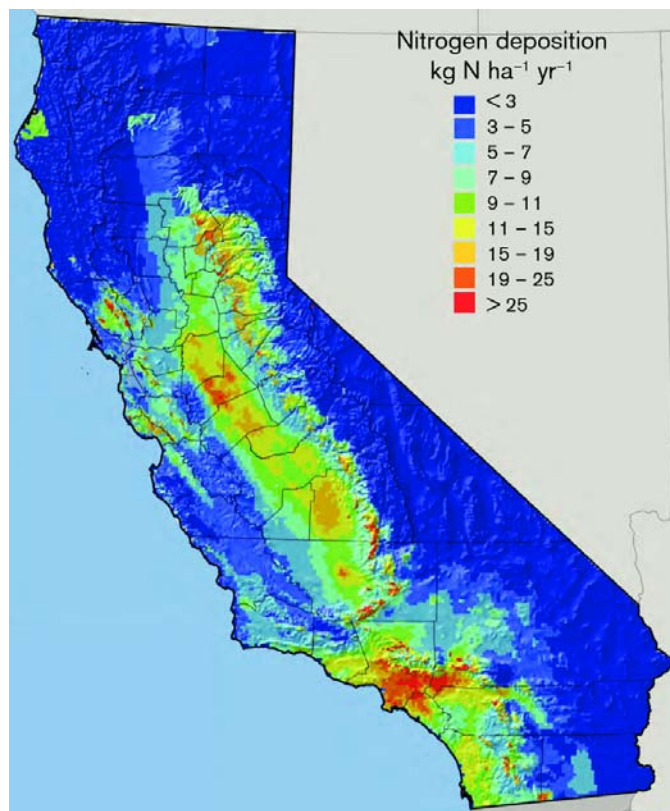 Nitrogen deposition
kg N ha⁻¹ yr⁻¹
< 3
3 – 5
5 – 7
7 – 9
9 – 11
11 – 15
15 – 19
19 – 25
> 25